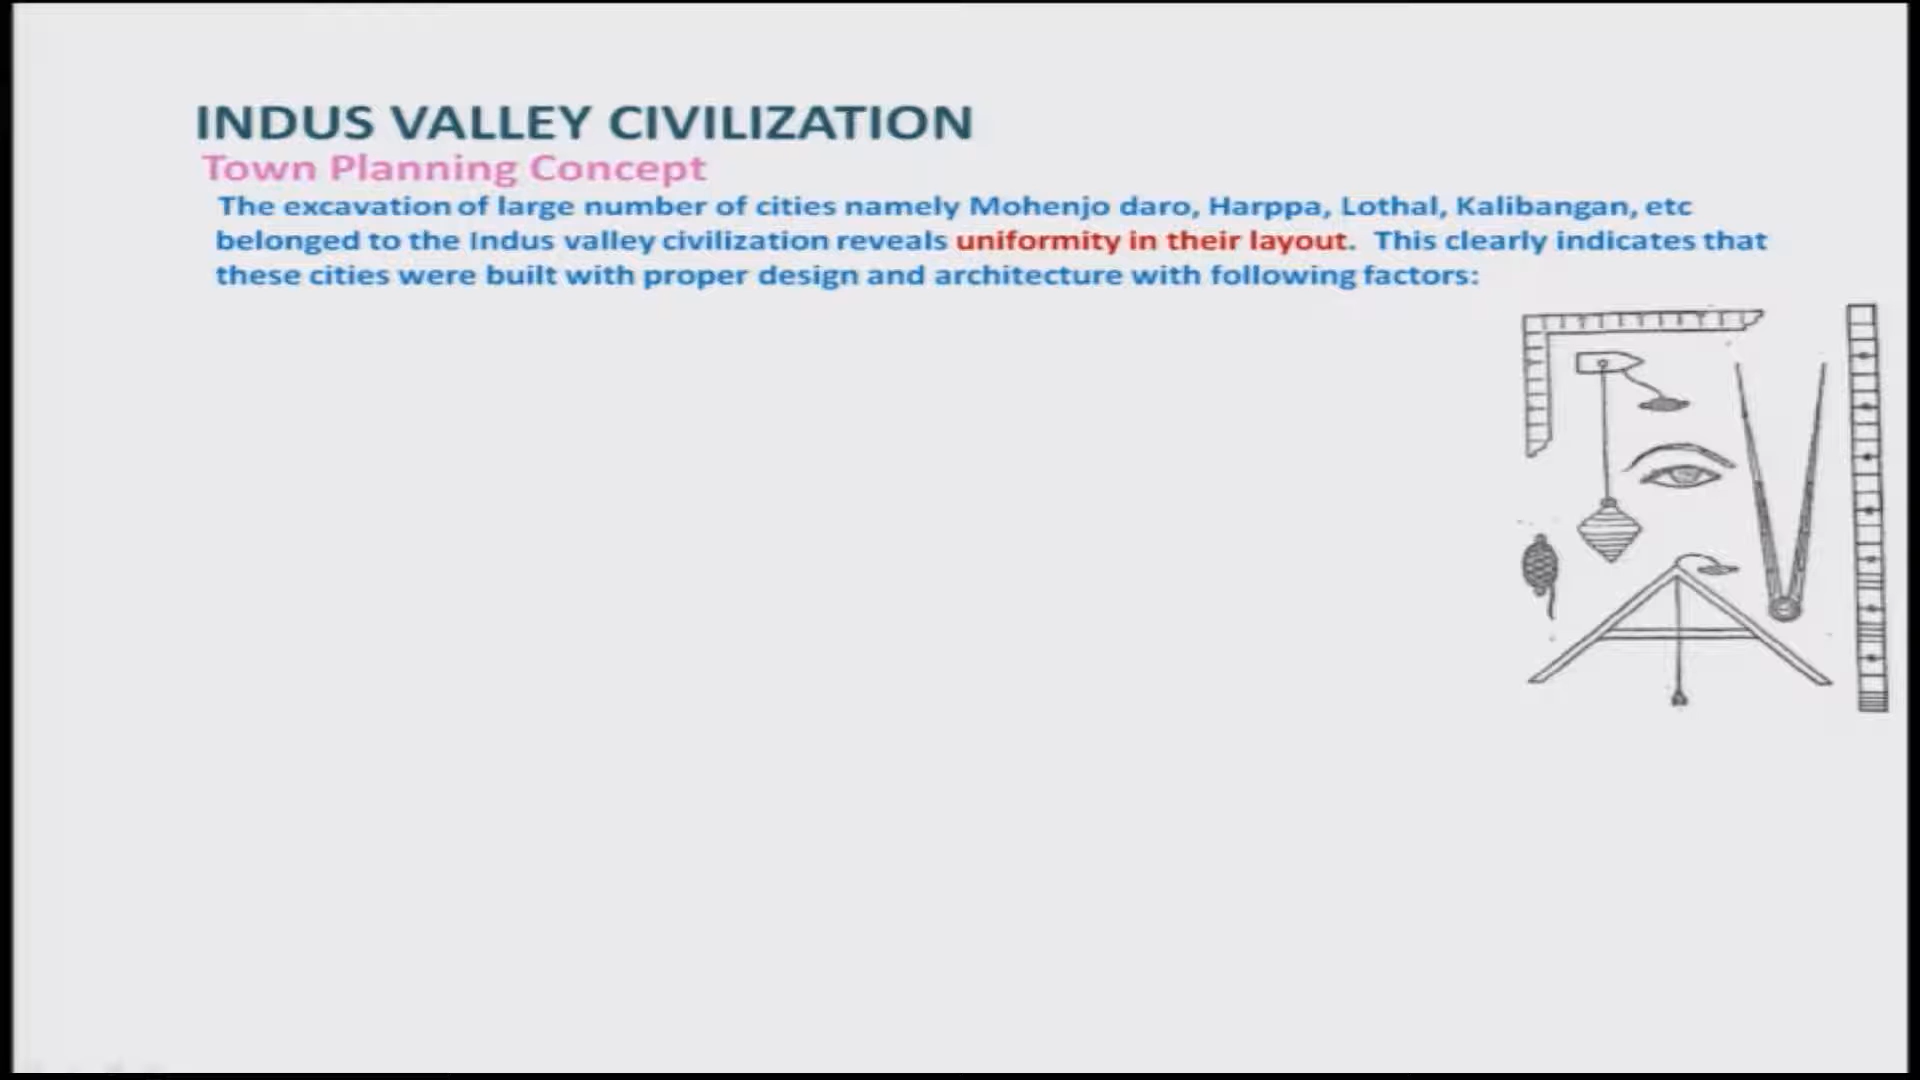 INDUS VALLEY CIVILIZATION
Town Planning Concept
The excavation of large number of cities namely Mohenjo daro, Harppa, Lothal, Kalibangan, etc
belonged to the Indus valley civilization reveals uniformity in their layout. This clearly indicates that
these cities were built with proper design and architecture with following factors: